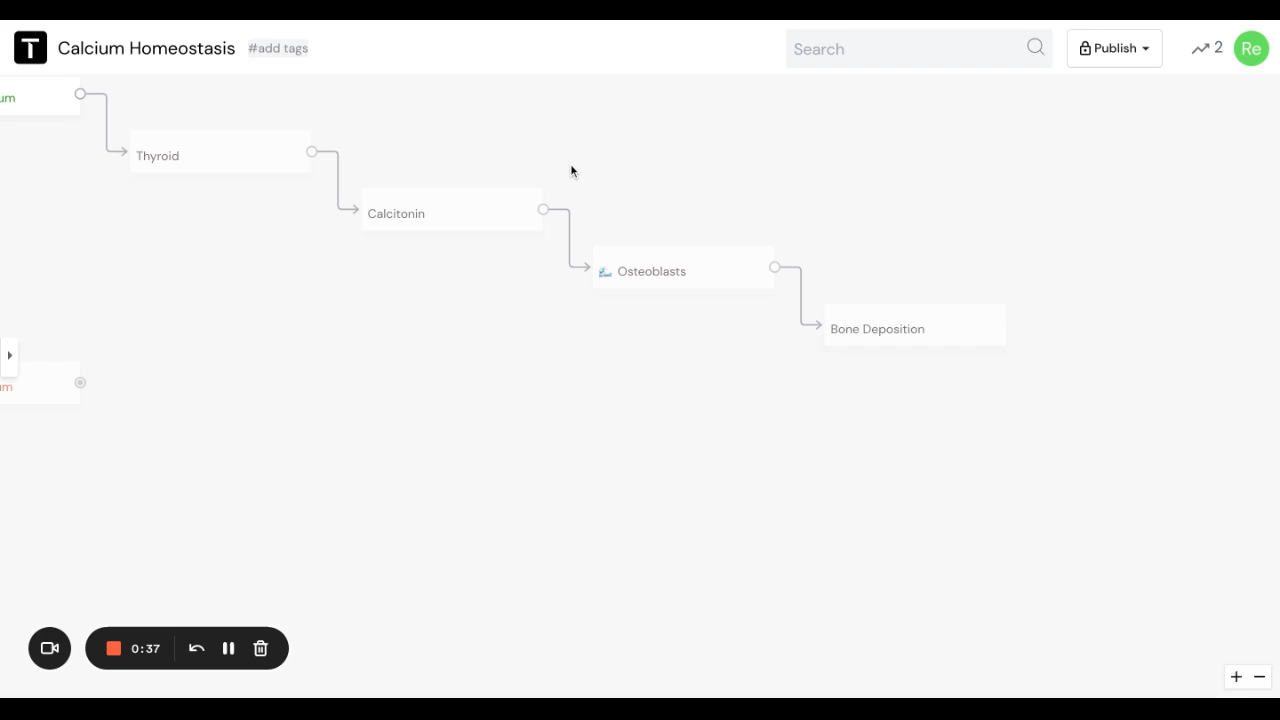 T Calcium Homeostasis #add tags Search Publish 2 Re
um
Thyroid
Calcitonin
Osteoblasts
Bone Deposition
um
0:37